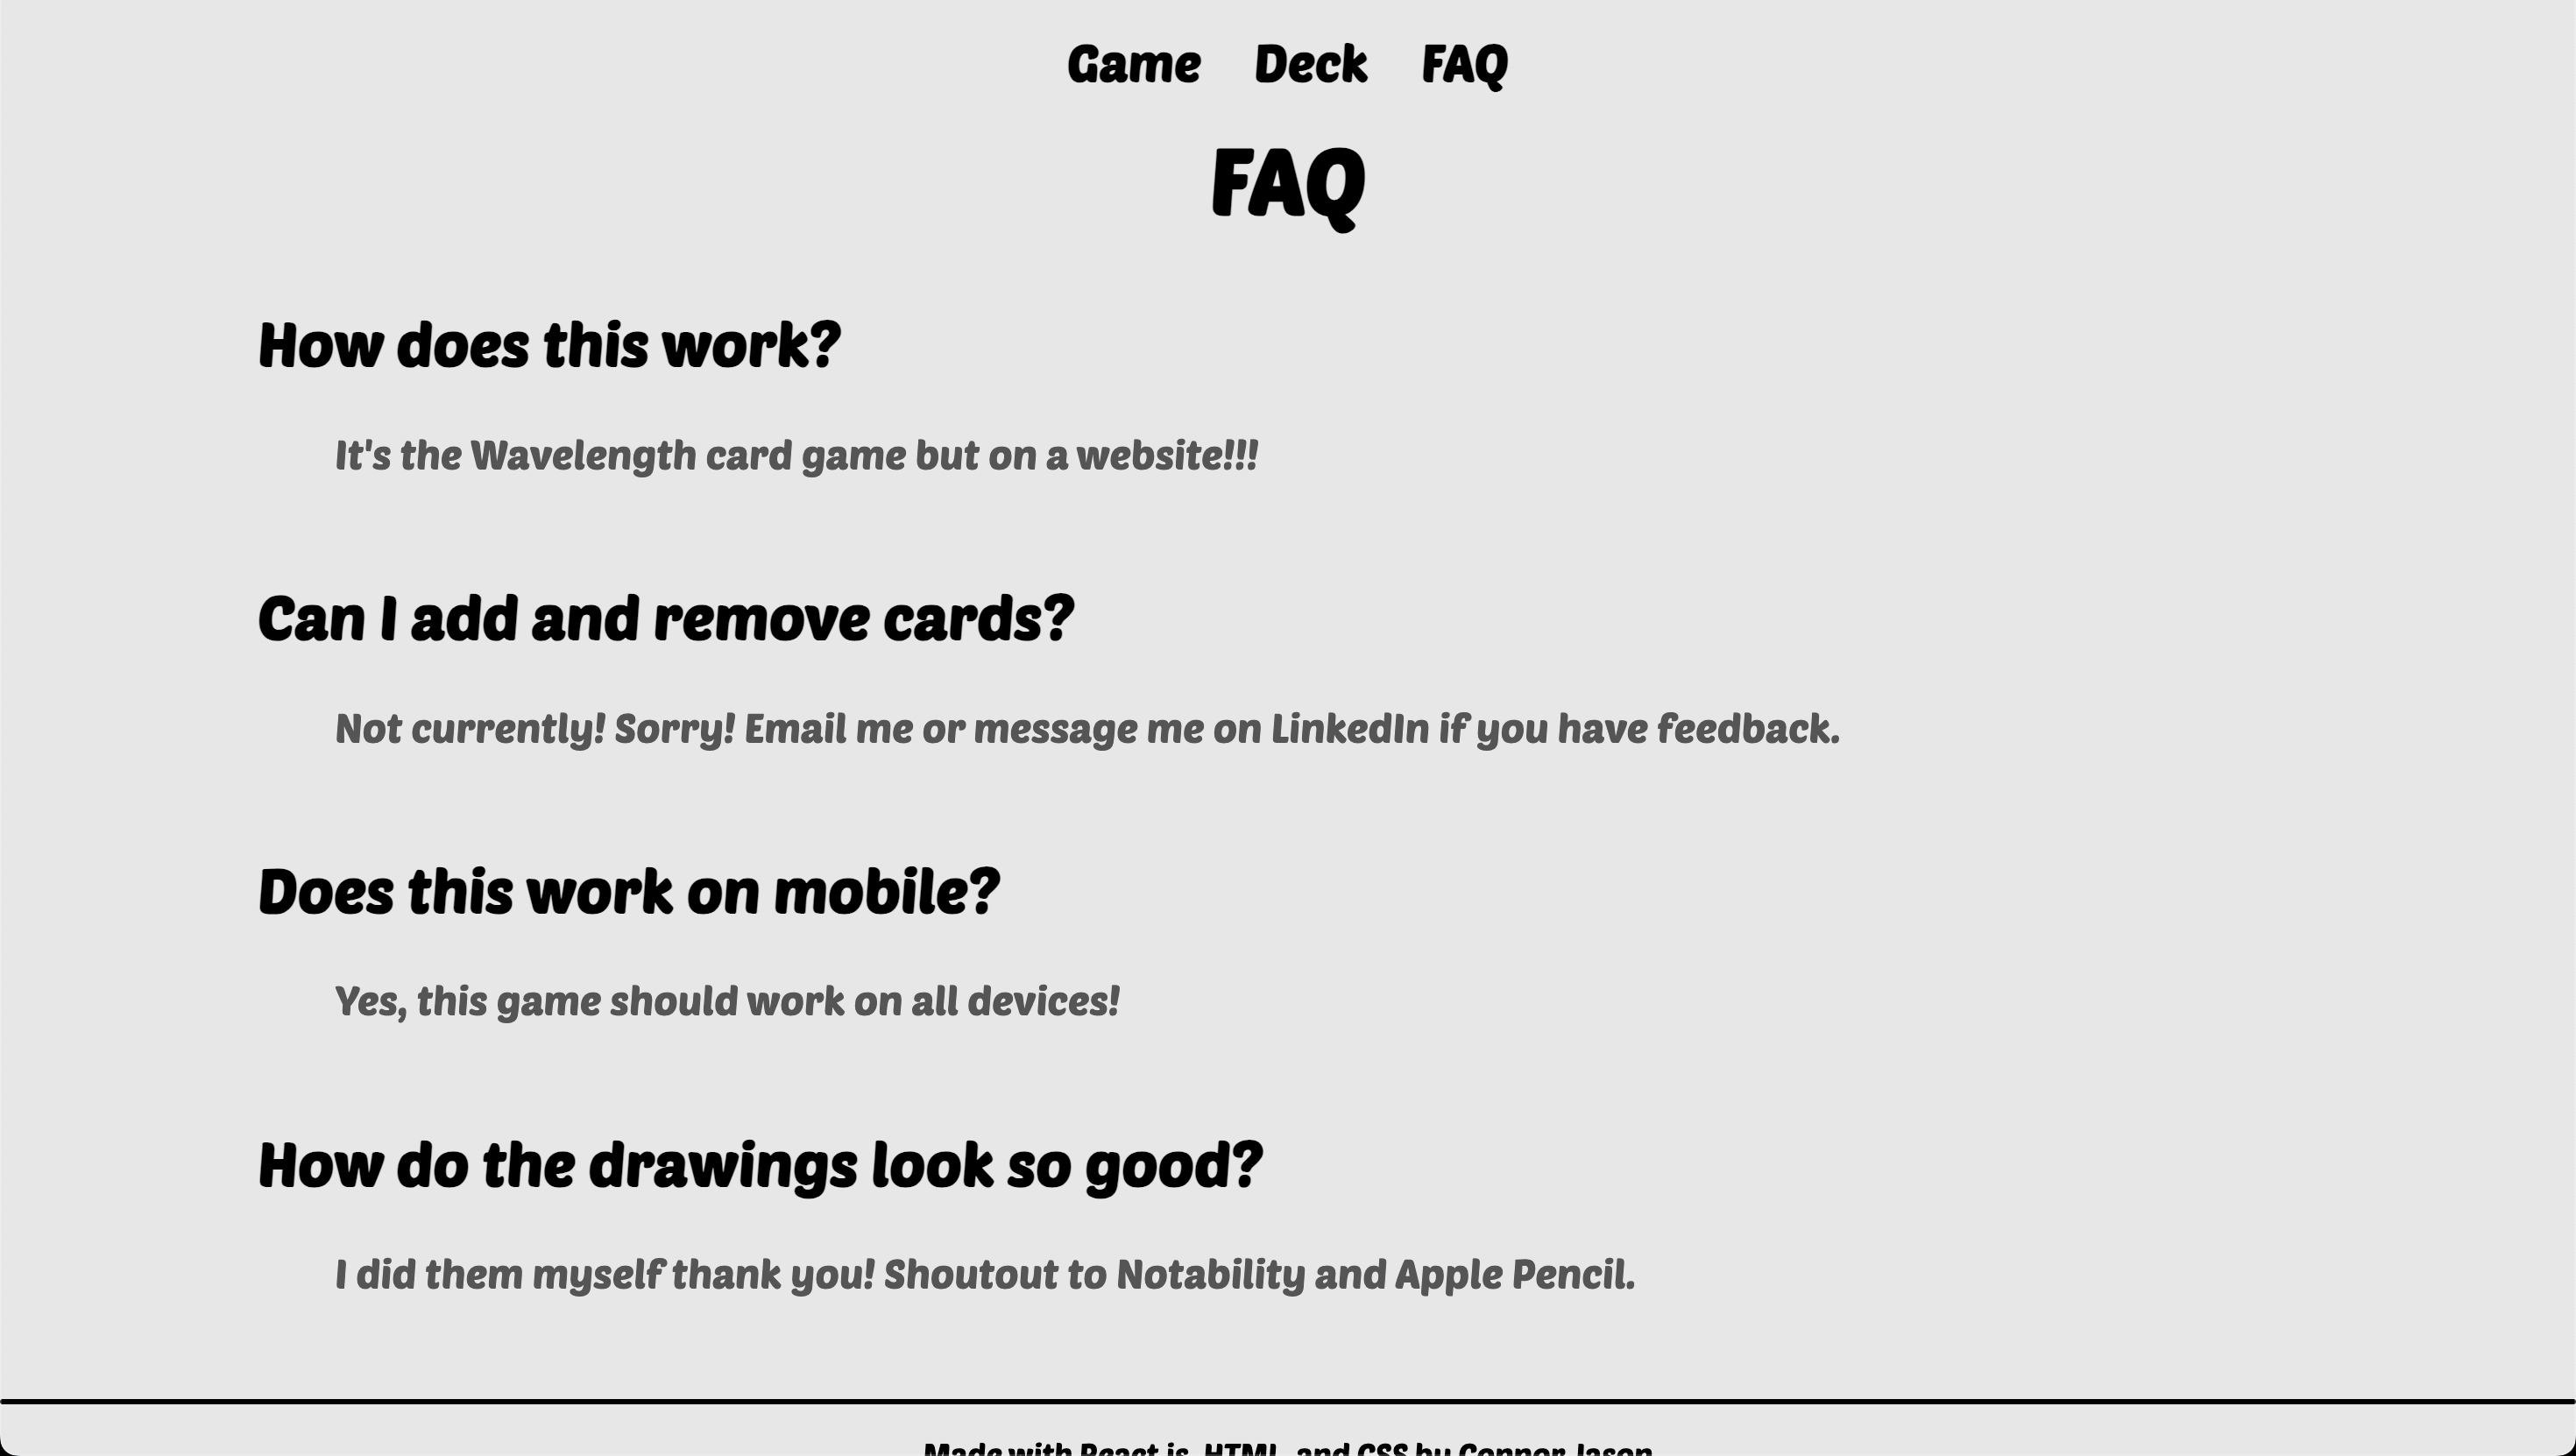 Game Deck FAQ
FAQ
How does this work?
It's the Wavelength card game but on a website!!!
Can I add and remove cards?
Not currently! Sorry! Email me or message me on LinkedIn if you have feedback.
Does this work on mobile?
Yes, this game should work on all devices!
How do the drawings look so good?
I did them myself thank you! Shoutout to Notability and Apple Pencil.
Made with React.js, HTML, and CSS by Connor Jason